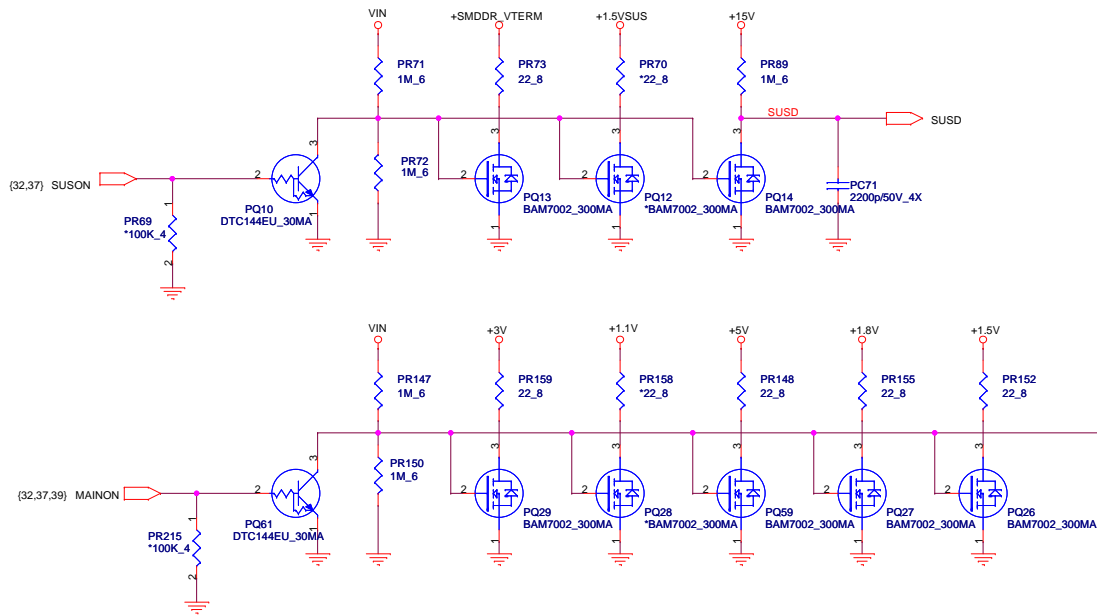 VIN
+SMDDR_VTERM
+1.5VSUS
+15V
PR71
1M_6
PR73
22_8
PR70
*22_8
PR89
1M_6
SUSD
SUSD
3
3
3
3
PR72
1M_6
{32,37} SUSON
2
2
2
2
1
PR69
*100K_4
2
PQ10
DTC144EU_30MA
1
PQ13
BAM7002_300MA
1
PQ12
*BAM7002_300MA
1
PQ14
BAM7002_300MA
1
PC71
2200p/50V_4X
VIN
+3V
+1.1V
+5V
+1.8V
+1.5V
PR147
1M_6
PR159
22_8
PR158
*22_8
PR148
22_8
PR155
22_8
PR152
22_8
3
3
3
3
3
3
PR150
1M_6
{32,37,39} MAINON
2
2
2
2
2
2
1
PR215
*100K_4
2
PQ61
DTC144EU_30MA
1
PQ29
BAM7002_300MA
1
PQ28
*BAM7002_300MA
1
PQ59
BAM7002_300MA
1
PQ27
BAM7002_300MA
1
PQ26
BAM7002_300MA
1